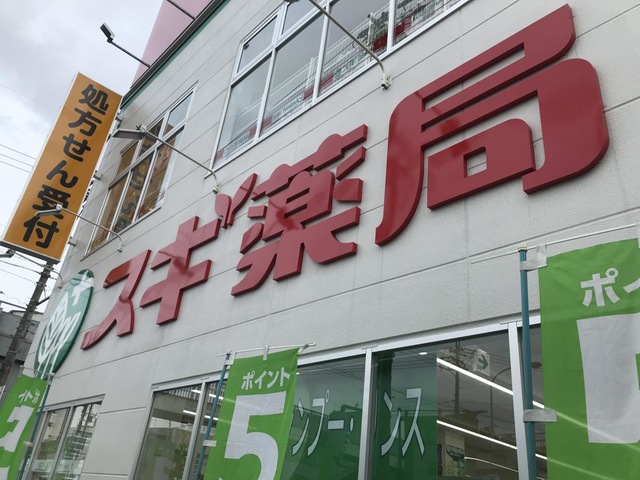 処方せん受付
スギ薬局
ポイント
5
ンプー・
ンス
ポ